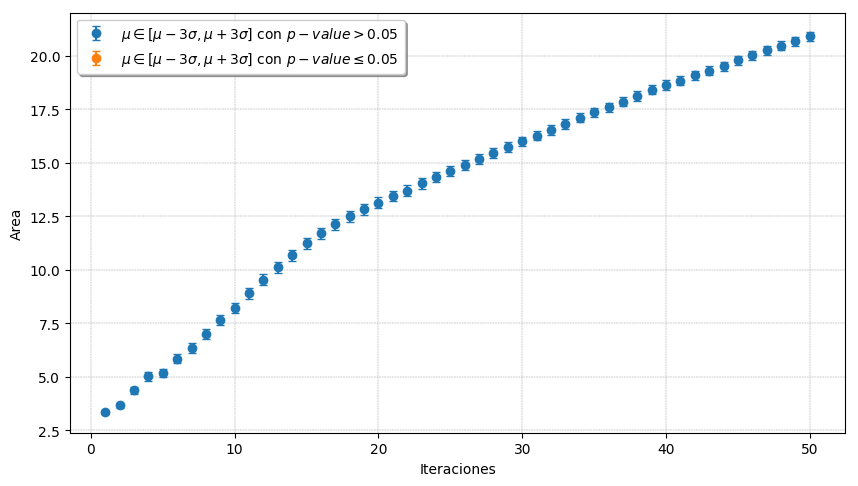 μ ∈ [μ − 3σ, μ + 3σ] con p − value > 0.05
μ ∈ [μ − 3σ, μ + 3σ] con p − value ≤ 0.05
20.0
17.5
15.0
12.5
10.0
7.5
5.0
2.5
Area
0 10 20 30 40 50
Iteraciones